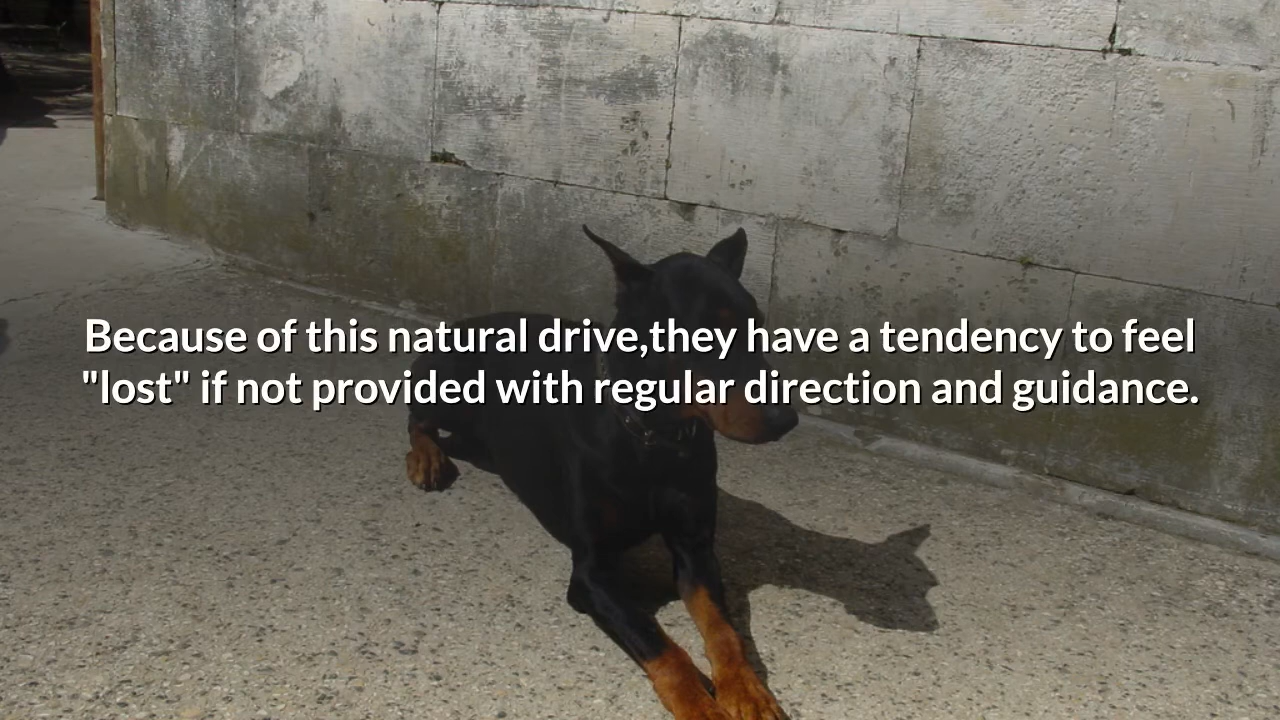 Because of this natural drive,they have a tendency to feel
"lost" if not provided with regular direction and guidance.